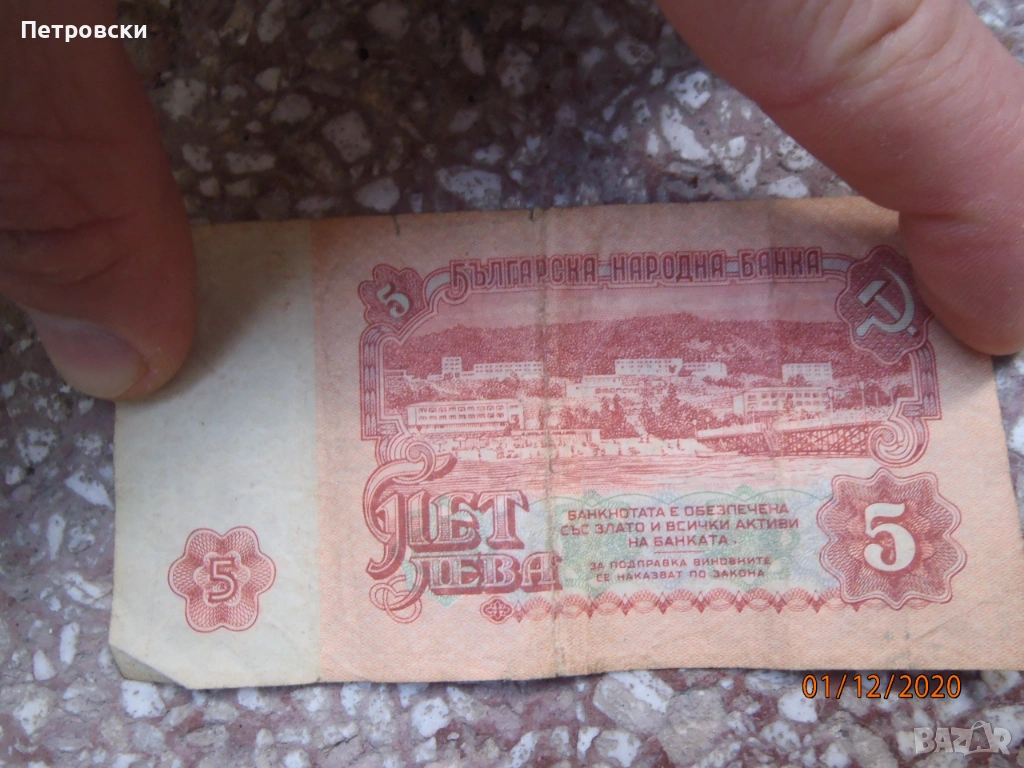 Петровски
БЪЛГАРСКА НАРОДНА БАНКА
5
ПЕТ
ЛЕВА
БАНКНОТАТА Е ОБЕЗПЕЧЕНА
СЪС ЗЛАТО И ВСИЧКИ АКТИВИ
НА БАНКАТА.
ЗА ПОДПРАВКА ВИНОВНИТЕ
СЕ НАКАЗВАТ ПО ЗАКОНА
5
5
01/12/2020
BAZAR